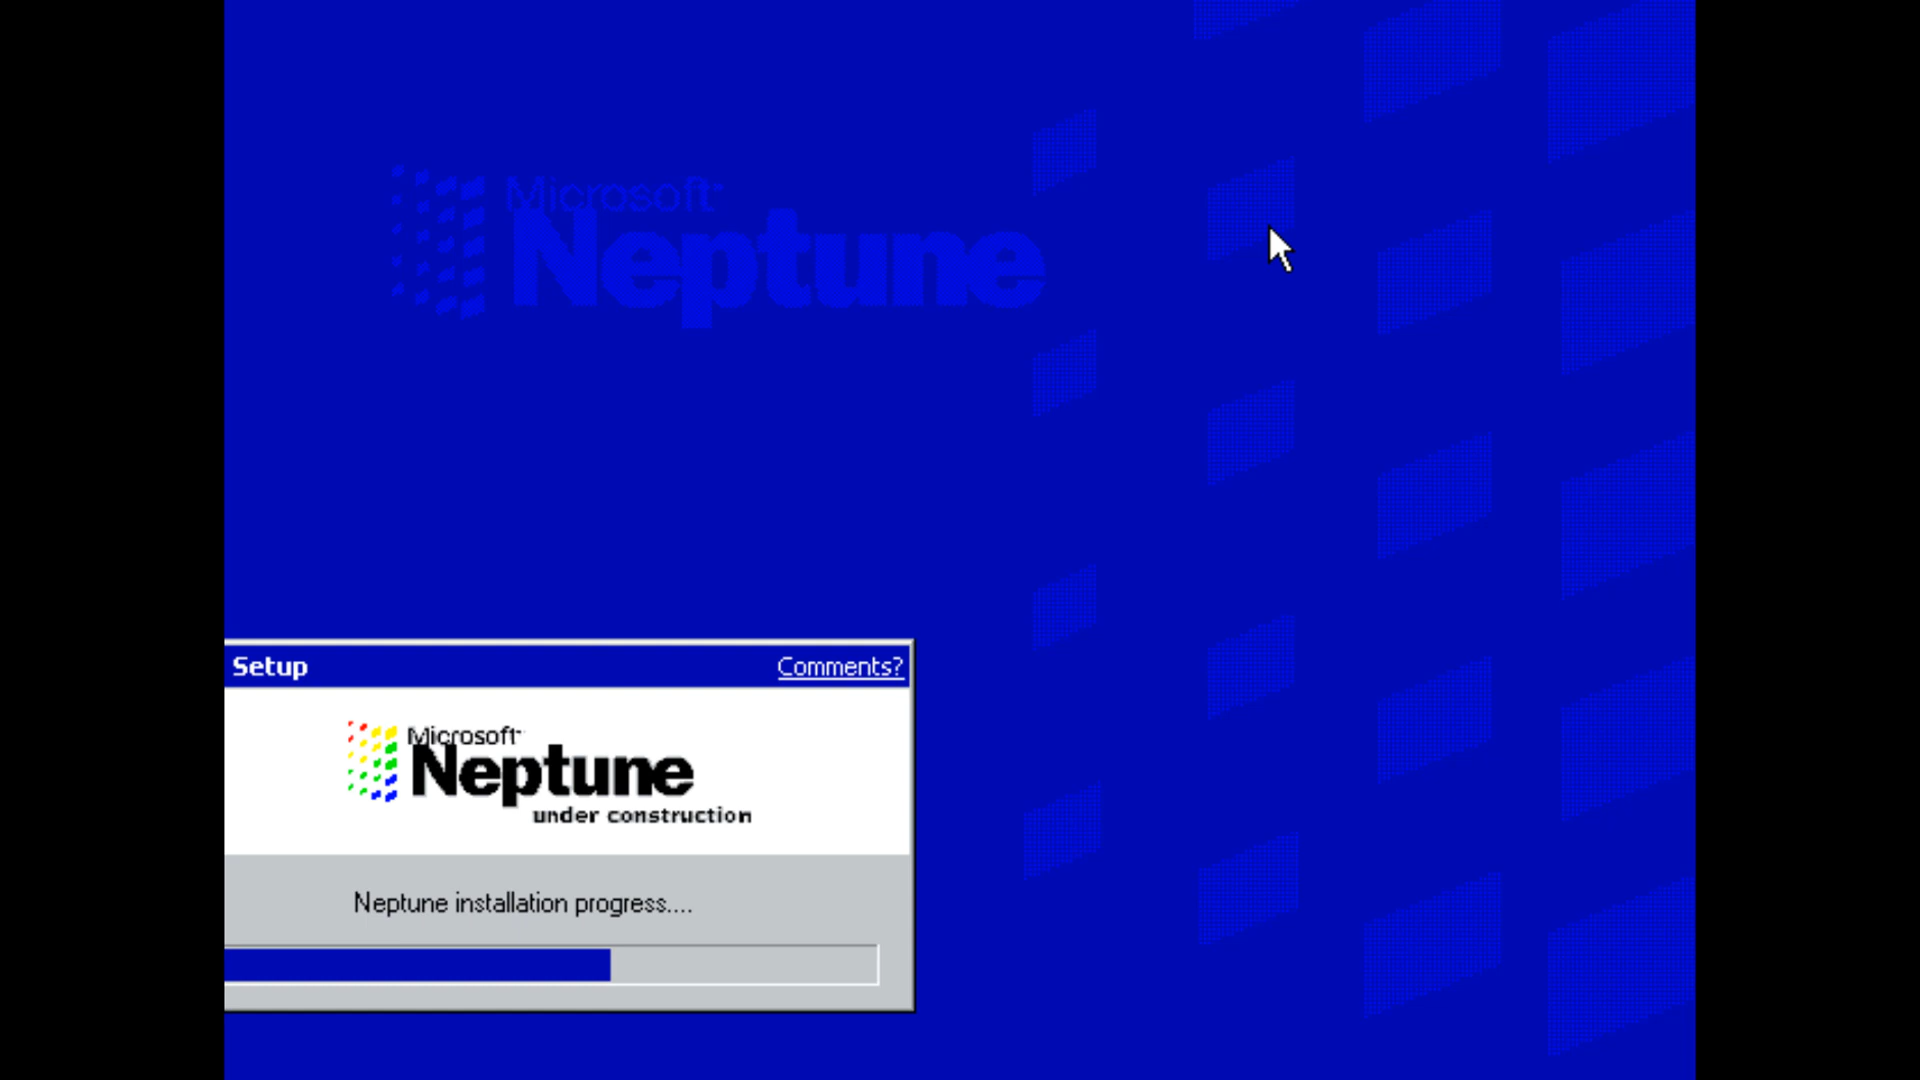 Microsoft
Neptune
Setup
Comments?
Microsoft
Neptune
under construction
Neptune installation progress....